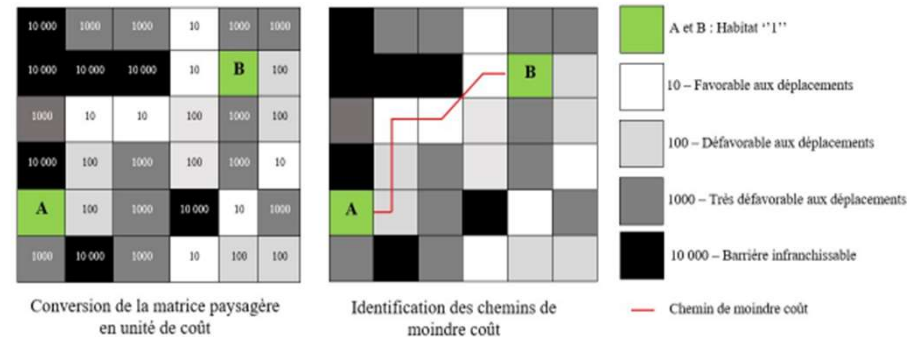 10 000 1000 1000 10 1000 1000
10 000 10 000 10 000 10 B 100
1000 10 10 100 1000 100
10 000 100 1000 100 1000 10
A 100 1000 10 000 10 1000
1000 10 000 1000 10 100 100
Conversion de la matrice paysagère
en unité de coût
B
A
Identification des chemins de
moindre coût
A et B : Habitat ‘’1’’
10 – Favorable aux déplacements
100 – Défavorable aux déplacements
1000 – Très défavorable aux déplacements
10 000 – Barrière infranchissable
Chemin de moindre coût